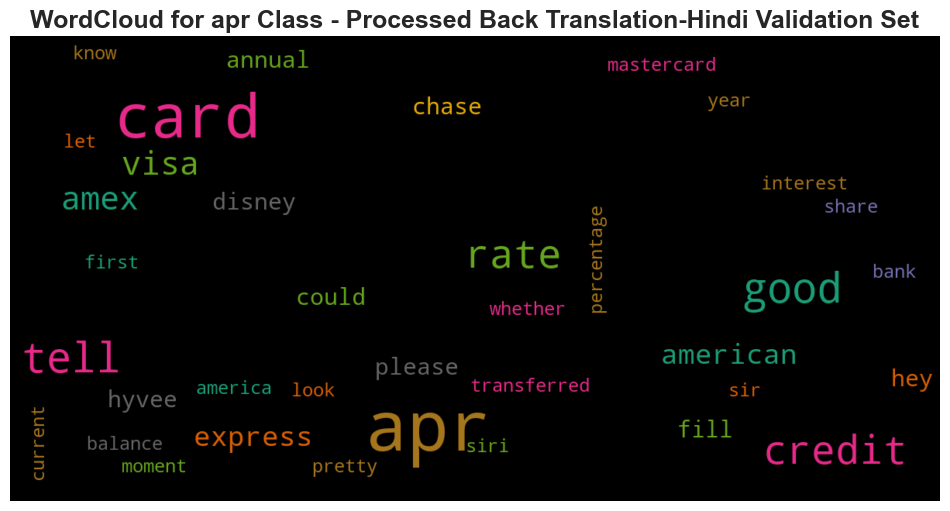 WordCloud for apr Class - Processed Back Translation-Hindi Validation Set
know
annual
mastercard
card
chase
year
let
visa
amex
disney
interest
share
percentage
first
rate
bank
could
whether
good
tell
please
american
america
look
transferred
sir
hey
hyvee
current
balance
express
apr
siri
fill
credit
moment
pretty